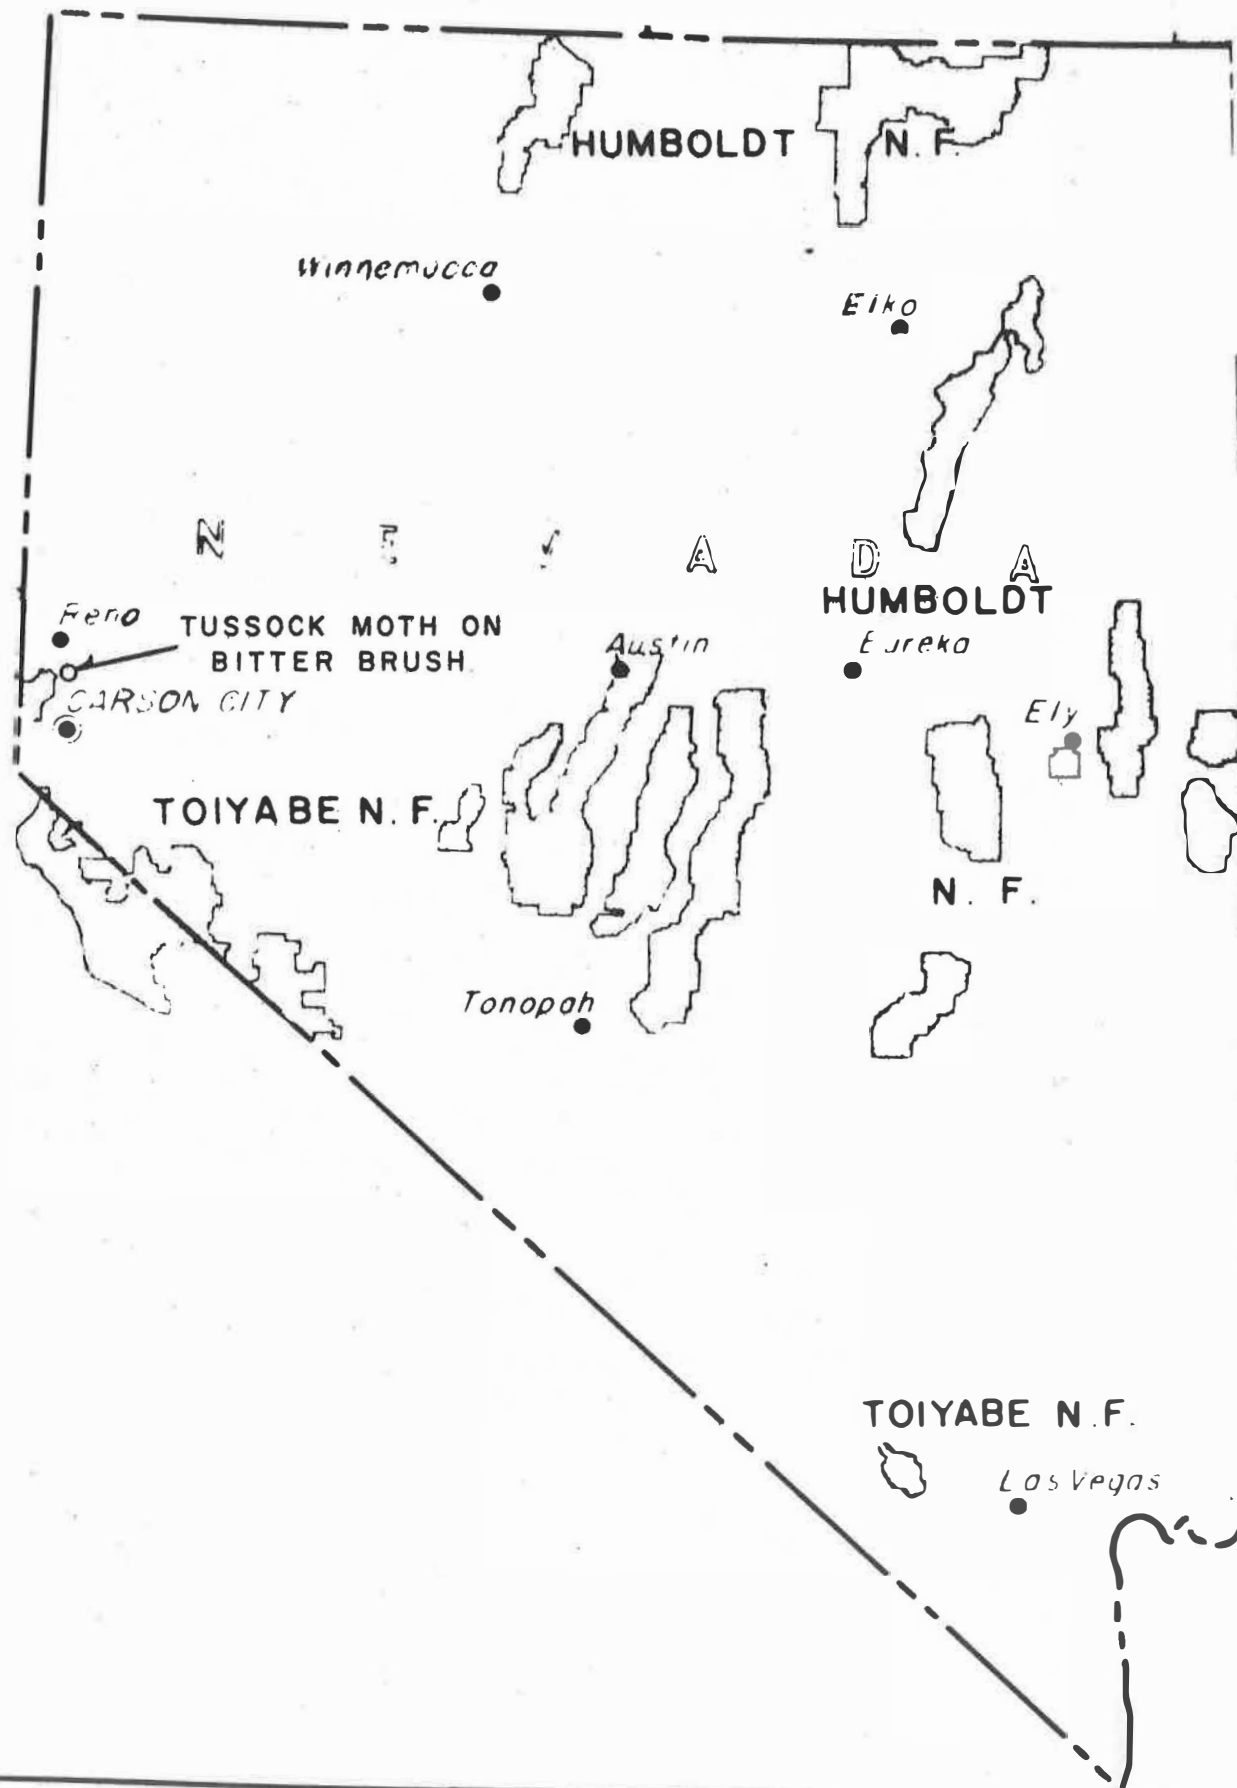 HUMBOLDT N. F.
Winnemucca
Elko
N E V A D A
HUMBOLDT
Reno
TUSSOCK MOTH ON
BITTER BRUSH
Austin
Eureka
CARSON CITY
Ely
TOIYABE N. F.
N. F.
Tonopah
TOIYABE N. F.
Las Vegas